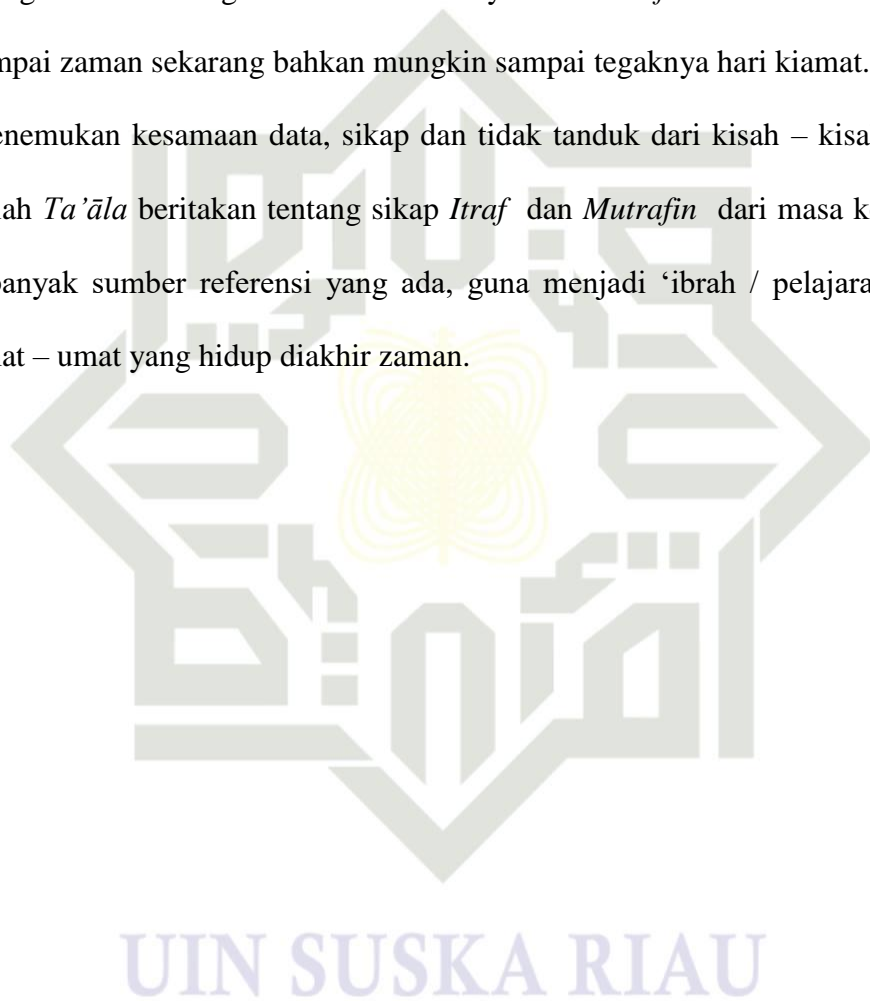 mpai zaman sekarang bahkan mungkin sampai tegaknya hari kiamat.
enemukan kesamaan data, sikap dan tidak tanduk dari kisah – kisa
lah Ta’āla beritakan tentang sikap Itraf dan Mutrafin dari masa k
banyak sumber referensi yang ada, guna menjadi ‘ibrah / pelajara
at – umat yang hidup diakhir zaman.
UIN SUSKA RIAU